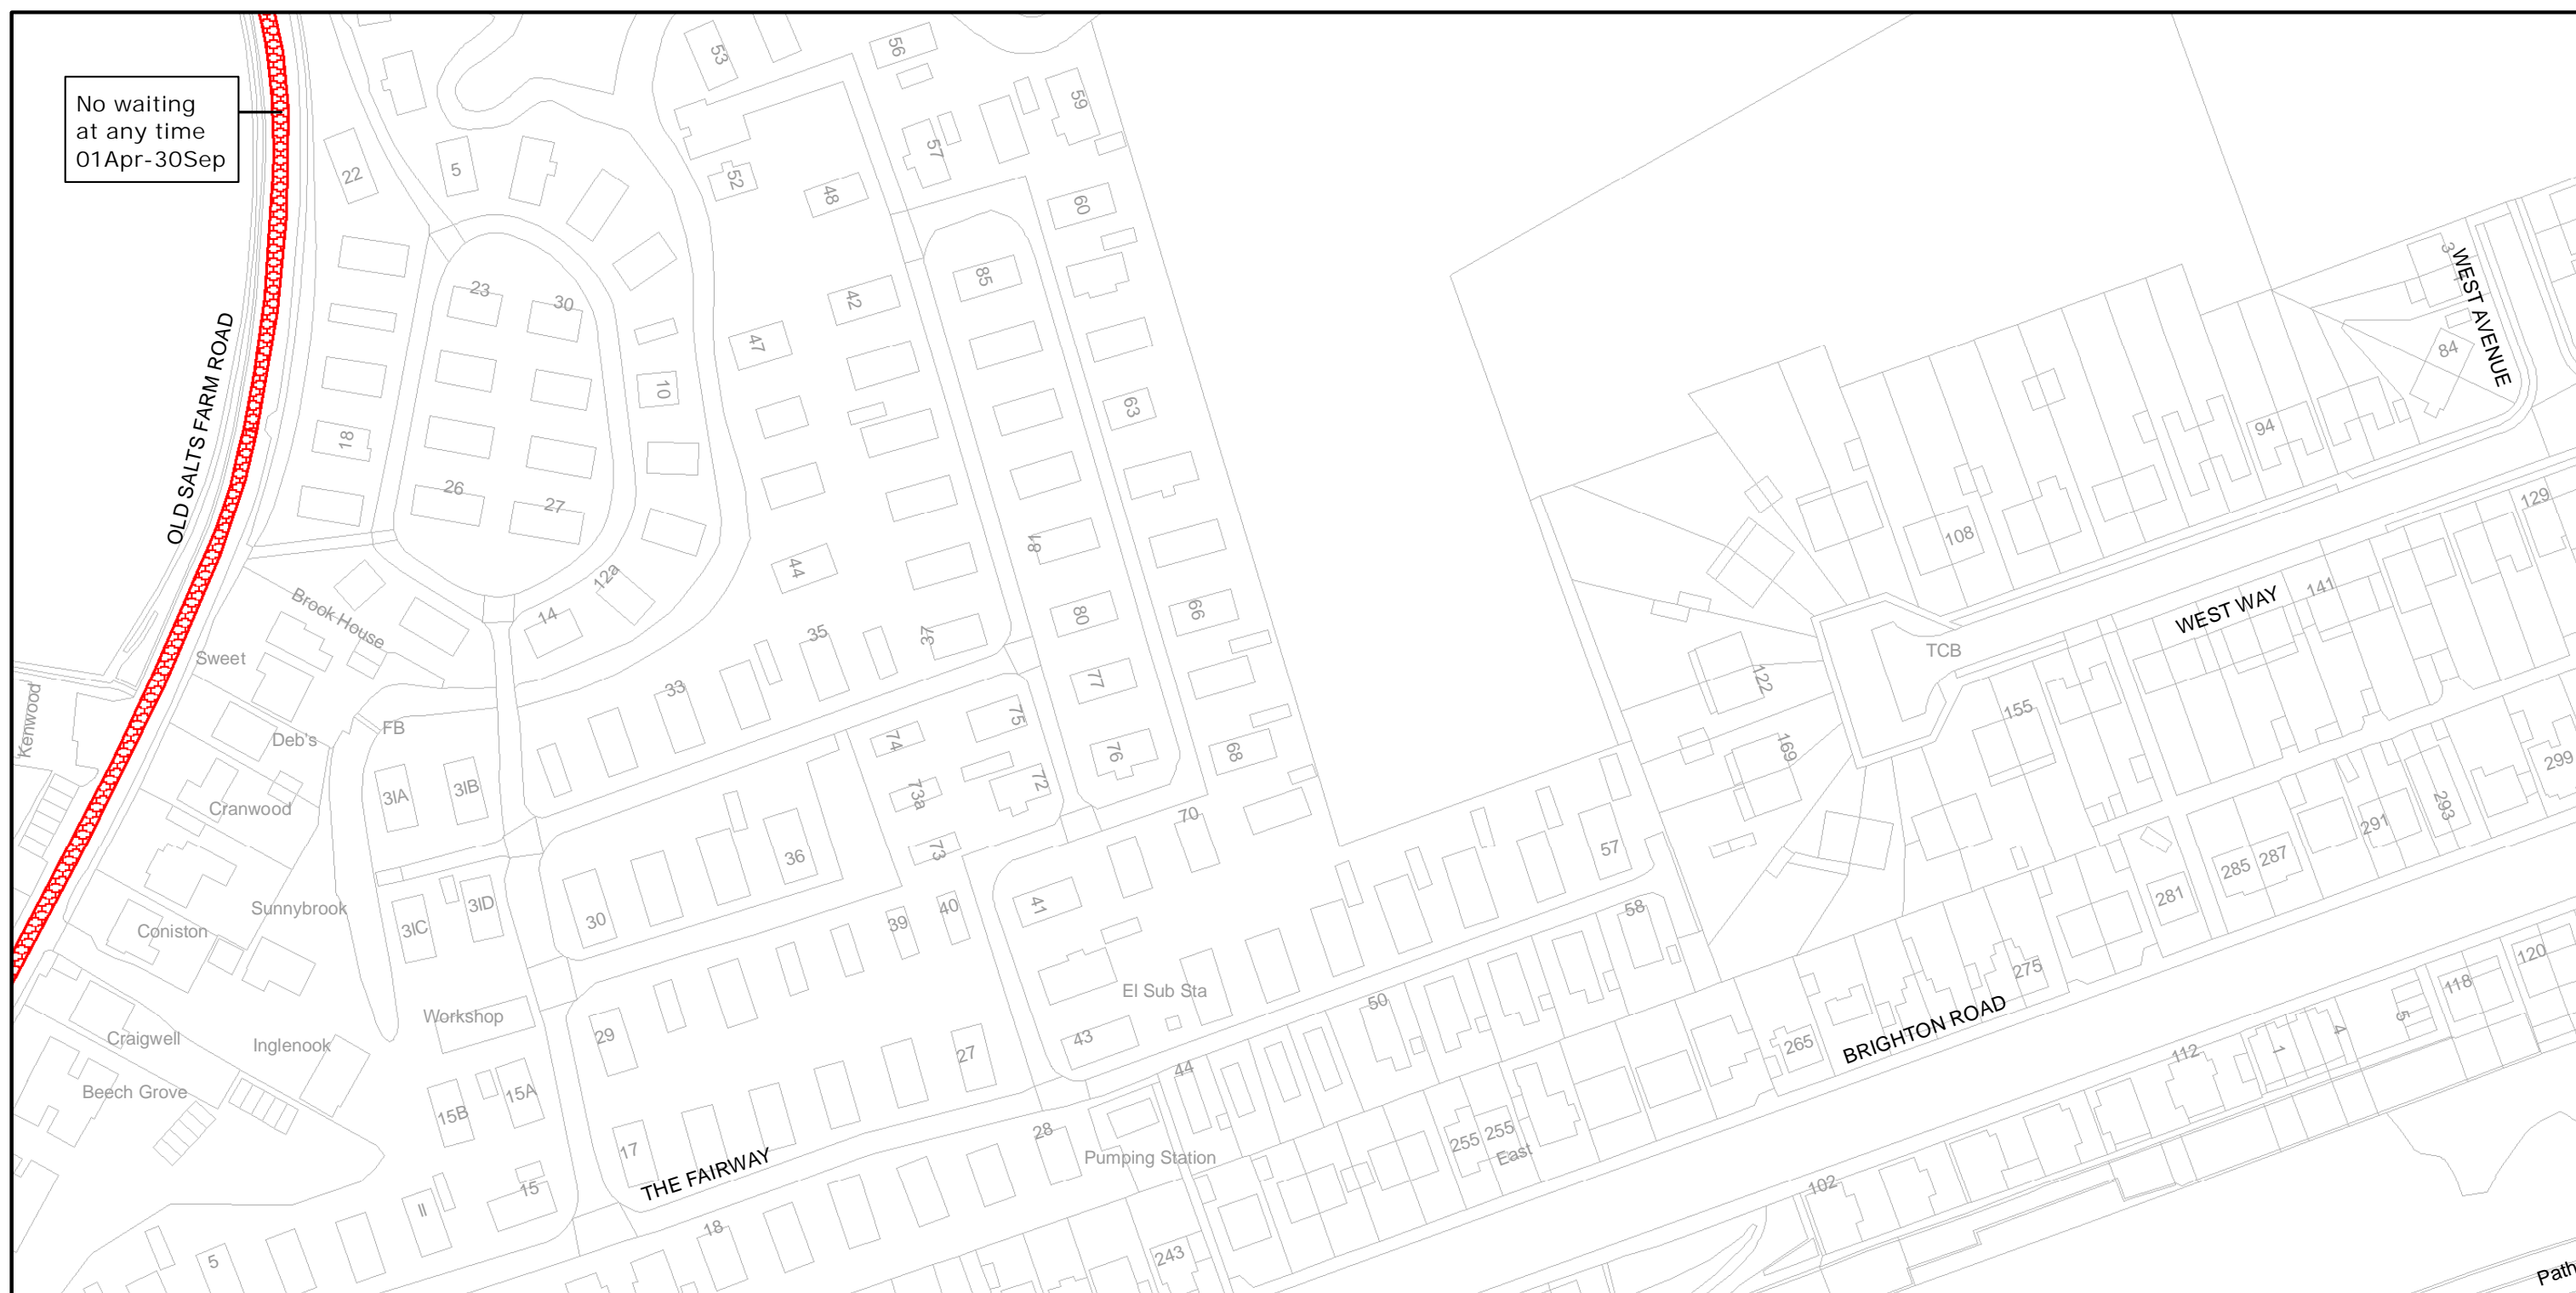 No waiting
at any time
01Apr-30Sep
OLD SALTS FARM ROAD
WEST AVENUE
WEST WAY
BRIGHTON ROAD
THE FAIRWAY
Path
53
56
59
57
52
48
22
5
60
85
42
23
30
47
10
63
18
26
27
81
44
12a
14
Brook House
80
66
35
37
33
Sweet
77
Kenwood
FB
Deb's
75
74
76
68
72
73a
3IA
3IB
Cranwood
70
73
36
57
3ID
3IC
Sunnybrook
Coniston
30
39
40
41
58
El Sub Sta
50
Workshop
29
43
27
44
Craigwell
Inglenook
Beech Grove
15B
15A
17
28
Pumping Station
255
255
East
15
II
18
5
243
3
84
94
129
108
141
TCB
122
155
169
299
293
291
285
287
281
275
265
120
118
5
4
1
112
102